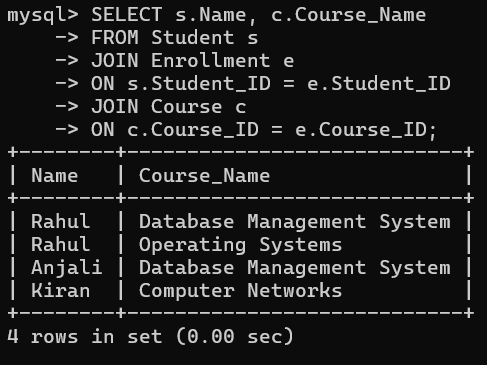 mysql> SELECT s.Name, c.Course_Name
    -> FROM Student s
    -> JOIN Enrollment e
    -> ON s.Student_ID = e.Student_ID
    -> JOIN Course c
    -> ON c.Course_ID = e.Course_ID;
+--------+----------------------------+
| Name   | Course_Name                |
+--------+----------------------------+
| Rahul  | Database Management System |
| Rahul  | Operating Systems          |
| Anjali | Database Management System |
| Kiran  | Computer Networks          |
+--------+----------------------------+
4 rows in set (0.00 sec)